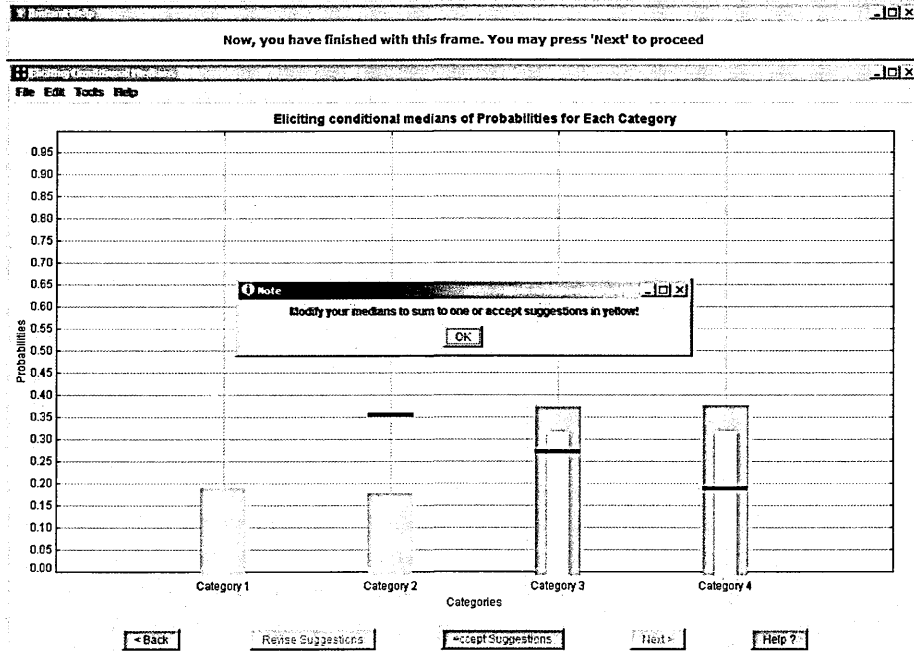 Now, you have finished with this frame. You may press 'Next' to proceed
File Edit Tools Help
Eliciting conditional medians of Probabilities for Each Category
0.95
0.90
0.85
0.80
0.75
0.70
0.65
0.60
0.55
0.50
0.45
0.40
0.35
0.30
0.25
0.20
0.15
0.10
0.05
0.00
Probabilities
Note
Modify your medians to sum to one or accept suggestions in yellow!
OK
Category 1 Category 2 Category 3 Category 4
Categories
< Back Revise Suggestions Accept Suggestions Next > Help ?